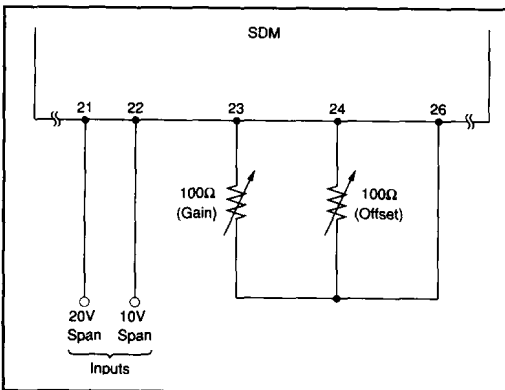 SDM
21 22 23 24 26
100Ω
(Gain)
100Ω
(Offset)
20V
Span
10V
Span
Inputs